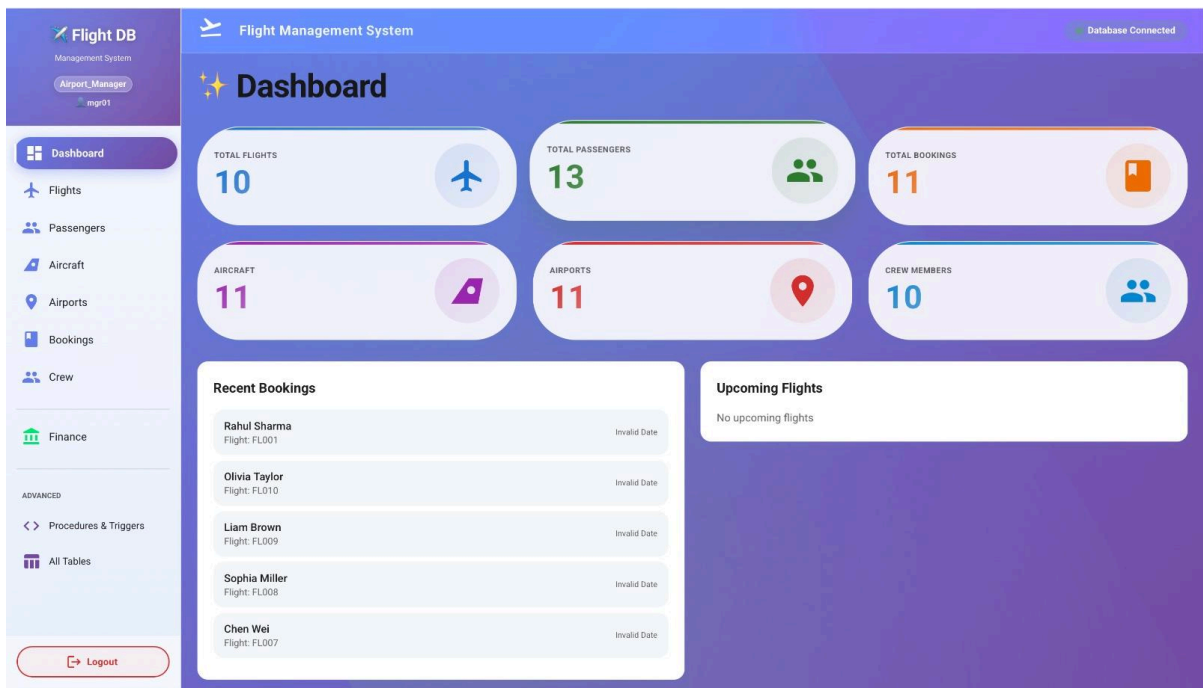 Flight DB
Management System
Airport_Manager
mgr01
Dashboard
Flights
Passengers
Aircraft
Airports
Bookings
Crew
Finance
ADVANCED
Procedures & Triggers
All Tables
Logout
Flight Management System
Database Connected
Dashboard
TOTAL FLIGHTS
10
TOTAL PASSENGERS
13
TOTAL BOOKINGS
11
AIRCRAFT
11
AIRPORTS
11
CREW MEMBERS
10
Recent Bookings
Rahul Sharma
Flight: FL001
Invalid Date
Olivia Taylor
Flight: FL010
Invalid Date
Liam Brown
Flight: FL009
Invalid Date
Sophia Miller
Flight: FL008
Invalid Date
Chen Wei
Flight: FL007
Invalid Date
Upcoming Flights
No upcoming flights